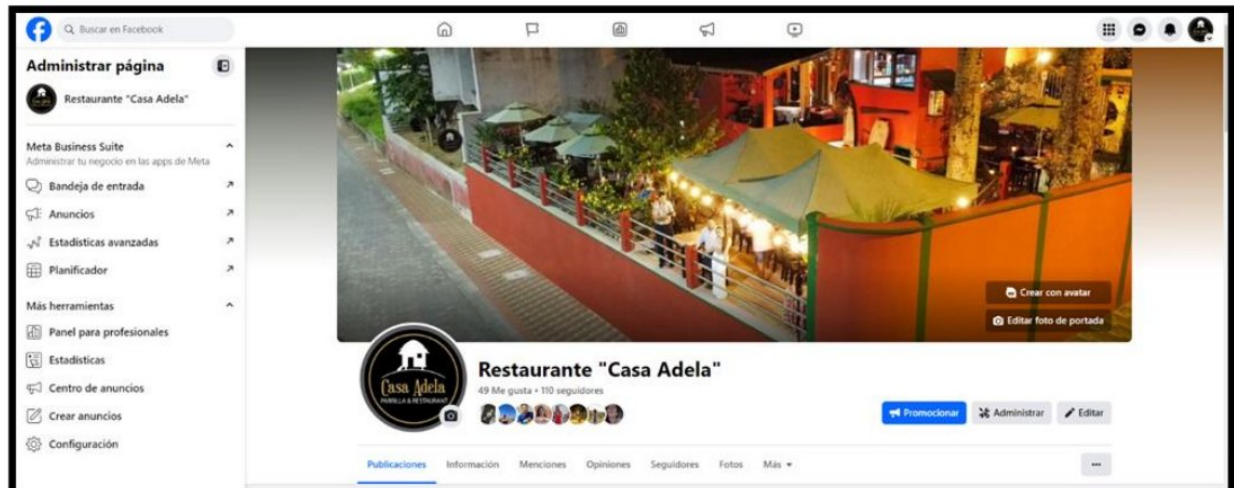 Buscar en Facebook
Administrar página
Restaurante "Casa Adela"
Meta Business Suite
Administrar tu negocio en las apps de Meta
Bandeja de entrada
Anuncios
Estadísticas avanzadas
Planificador
Más herramientas
Panel para profesionales
Estadísticas
Centro de anuncios
Crear anuncios
Configuración
Crear con avatar
Editar foto de portada
Casa Adela
PARRILLA & RESTAURANT
Restaurante "Casa Adela"
49 Me gusta • 110 seguidores
Promocionar Administrar Editar
Publicaciones Información Menciones Opiniones Seguidores Fotos Más